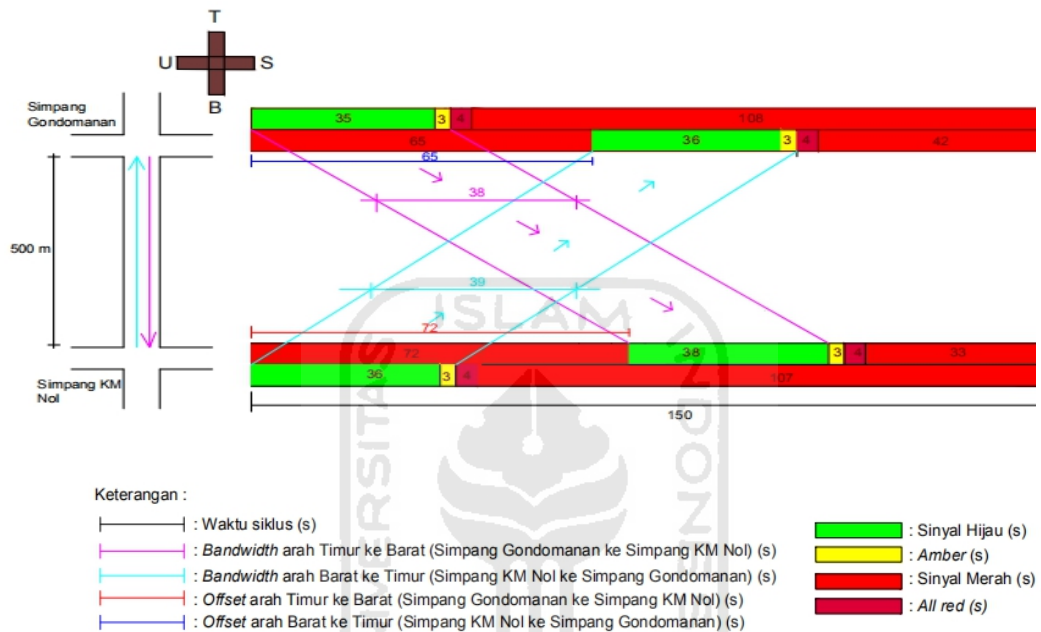 T
U S
B
Simpang
Gondomanan
35 3 4 108
65 36 3 4 42
65
38
500 m
39
72
72 38 3 4 33
36 3 4 107
Simpang KM
Nol
150
ISLAM
UNIVERSITAS
INDONES
Keterangan :
: Waktu siklus (s)
: Bandwidth arah Timur ke Barat (Simpang Gondomanan ke Simpang KM Nol) (s)
: Bandwidth arah Barat ke Timur (Simpang KM Nol ke Simpang Gondomanan) (s)
: Offset arah Timur ke Barat (Simpang Gondomanan ke Simpang KM Nol) (s)
: Offset arah Barat ke Timur (Simpang KM Nol ke Simpang Gondomanan) (s)
: Sinyal Hijau (s)
: Amber (s)
: Sinyal Merah (s)
: All red (s)